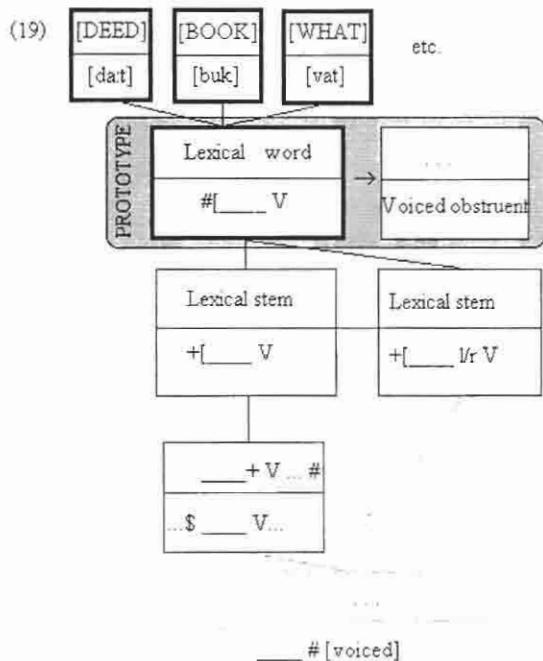 (19) [DEED] [BOOK] [WHAT] etc.
[da:t] [buk] [vat]
PROTOTYPE
Lexical word ...
#[____ V → Voiced obstruent
Lexical stem Lexical stem
+[____ V +[____ l/r V
____+ V ... #
...$ ____ V...
....
____ # [voiced]